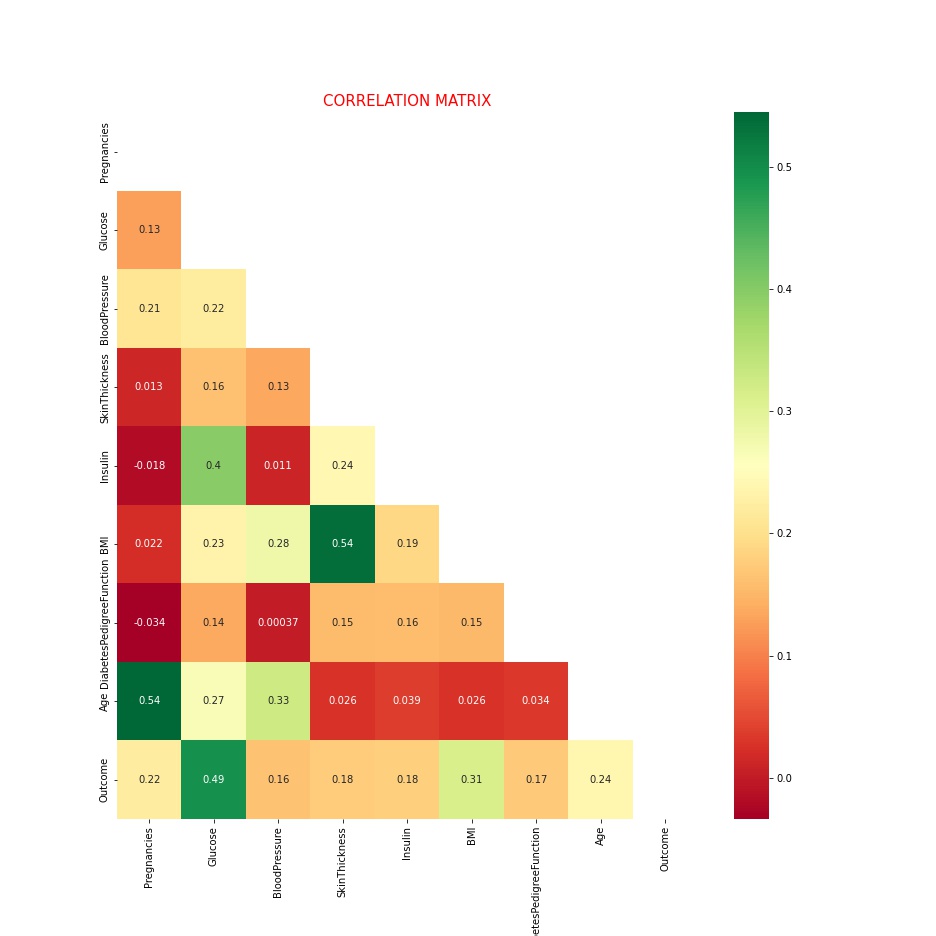 CORRELATION MATRIX
Pregnancies
Glucose 0.13
BloodPressure 0.21 0.22
SkinThickness 0.013 0.16 0.13
Insulin -0.018 0.4 0.011 0.24
BMI 0.022 0.23 0.28 0.54 0.19
DiabetesPedigreeFunction -0.034 0.14 0.00037 0.15 0.16 0.15
Age 0.54 0.27 0.33 0.026 0.039 0.026 0.034
Outcome 0.22 0.49 0.16 0.18 0.18 0.31 0.17 0.24
Pregnancies
Glucose
BloodPressure
SkinThickness
Insulin
BMI
etesPedigreeFunction
Age
Outcome
0.5
0.4
0.3
0.2
0.1
0.0